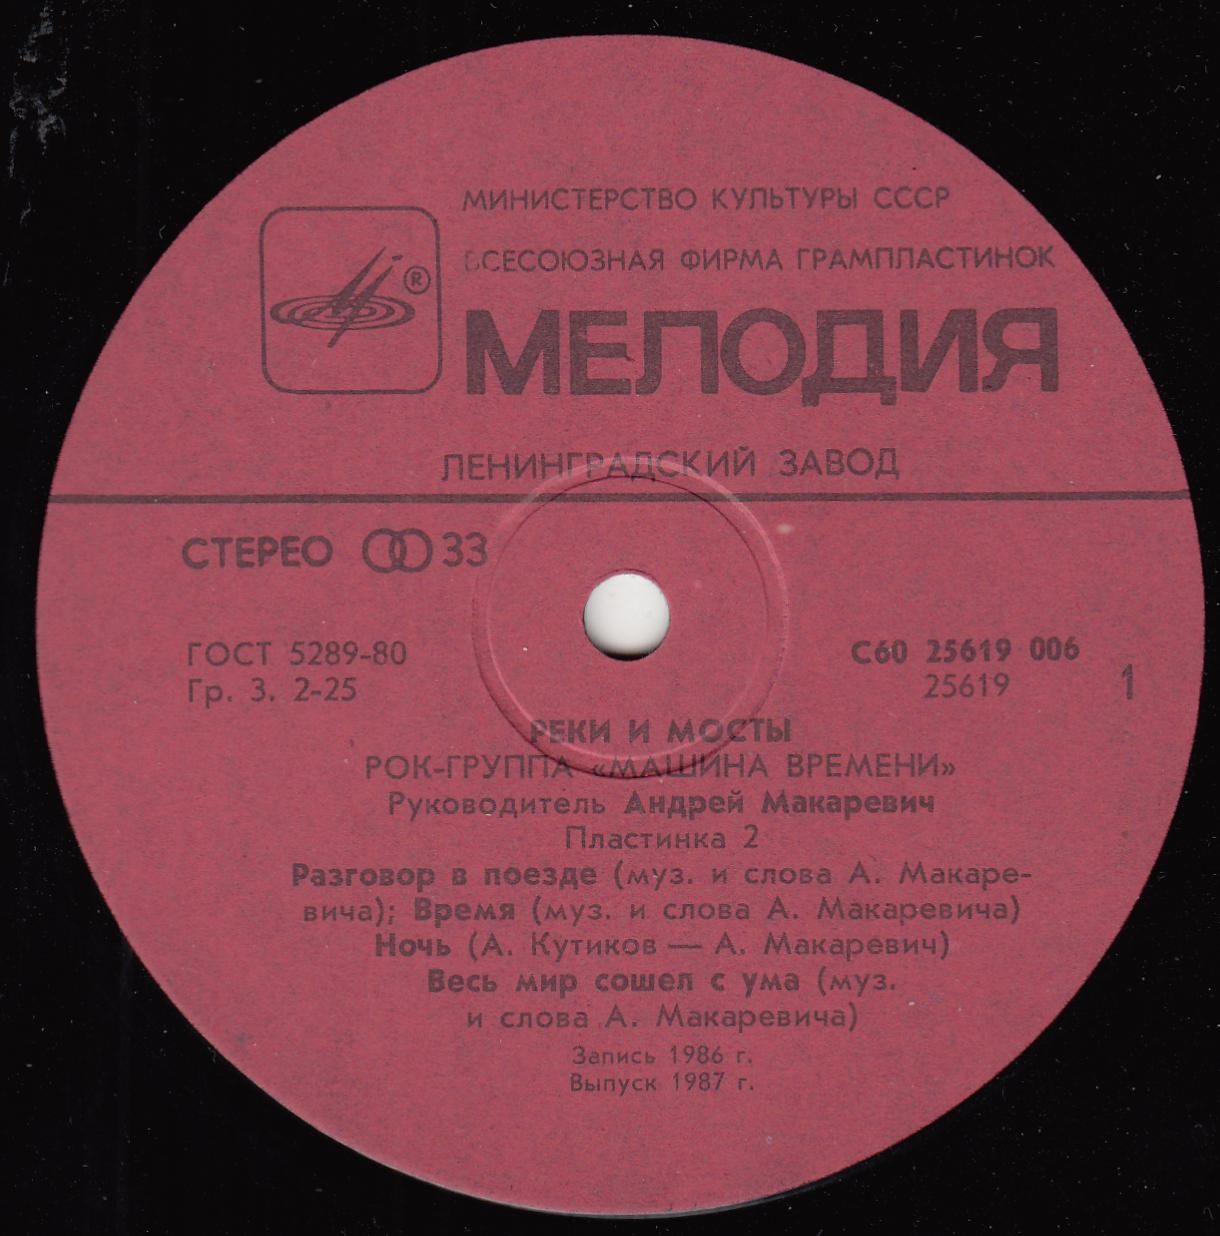 МИНИСТЕРСТВО КУЛЬТУРЫ СССР
ВСЕСОЮЗНАЯ ФИРМА ГРАМПЛАСТИНОК
®
МЕЛОДИЯ
ЛЕНИНГРАДСКИЙ ЗАВОД
СТЕРЕО 33
ГОСТ 5289-80
Гр. 3. 2-25
С60 25619 006
25619
1
РЕКИ И МОСТЫ
РОК-ГРУППА «МАШИНА ВРЕМЕНИ»
Руководитель Андрей Макаревич
Пластинка 2
Разговор в поезде (муз. и слова А. Макаре-
вича); Время (муз. и слова А. Макаревича)
Ночь (А. Кутиков — А. Макаревич)
Весь мир сошел с ума (муз.
и слова А. Макаревича)
Запись 1986 г.
Выпуск 1987 г.